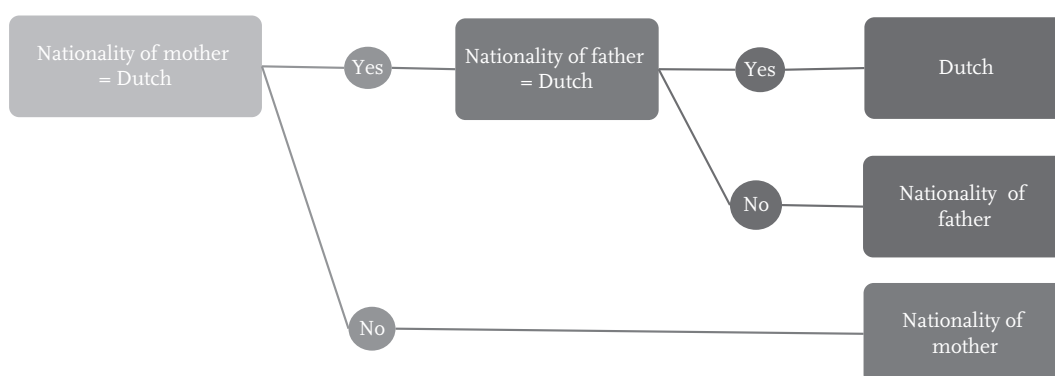 Nationality of mother
= Dutch
Yes
Nationality of father
= Dutch
Yes
Dutch
No
Nationality of
father
No
Nationality of
mother